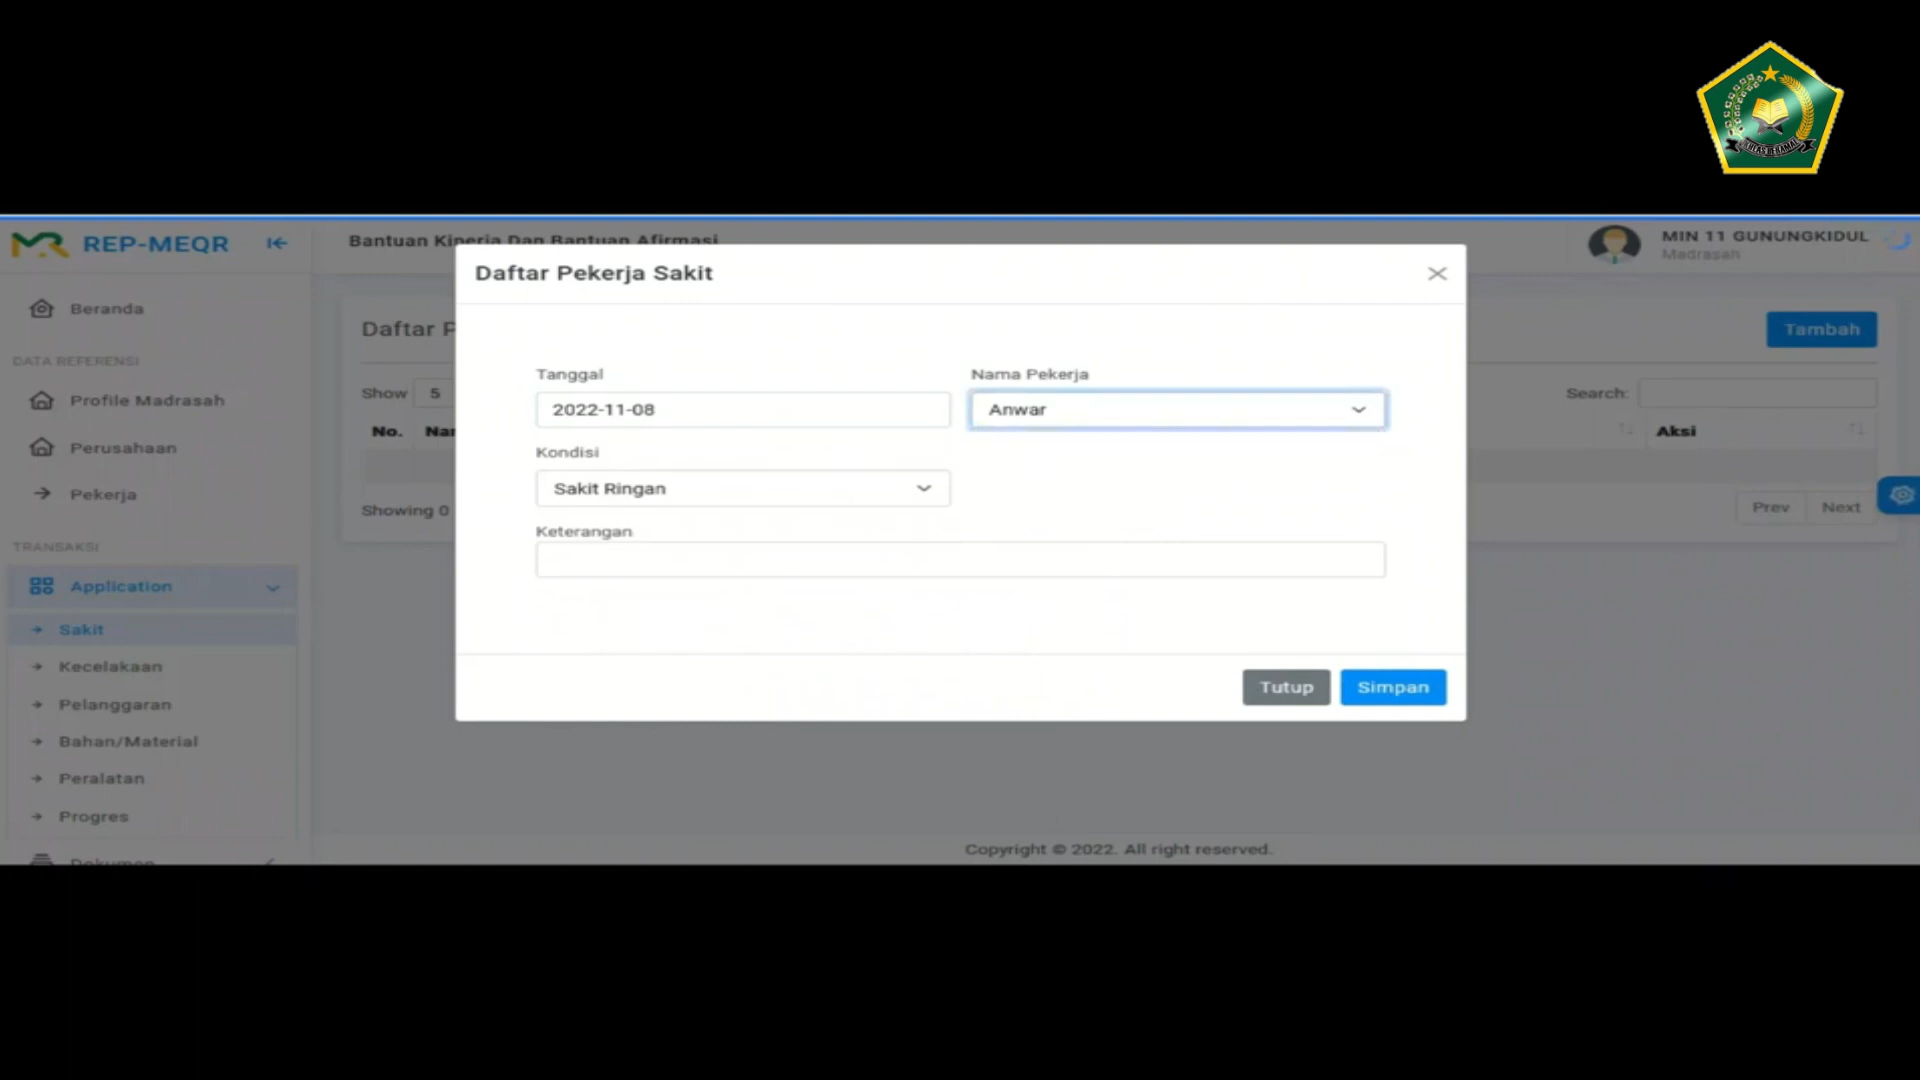 REP-MEQR
Bantuan Kinerja Dan Bantuan Afirmasi
MIN 11 GUNUNGKIDUL
Madrasah
Beranda
DATA REFERENSI
Profile Madrasah
Perusahaan
Pekerja
TRANSAKSI
Application
Sakit
Kecelakaan
Pelanggaran
Bahan/Material
Peralatan
Progres
Dokumen
Daftar P
Tambah
Show 5
Search:
No. Nar
Aksi
Showing 0
Prev Next
Daftar Pekerja Sakit
Tanggal
2022-11-08
Nama Pekerja
Anwar
Kondisi
Sakit Ringan
Keterangan
Tutup Simpan
Copyright © 2022. All right reserved.